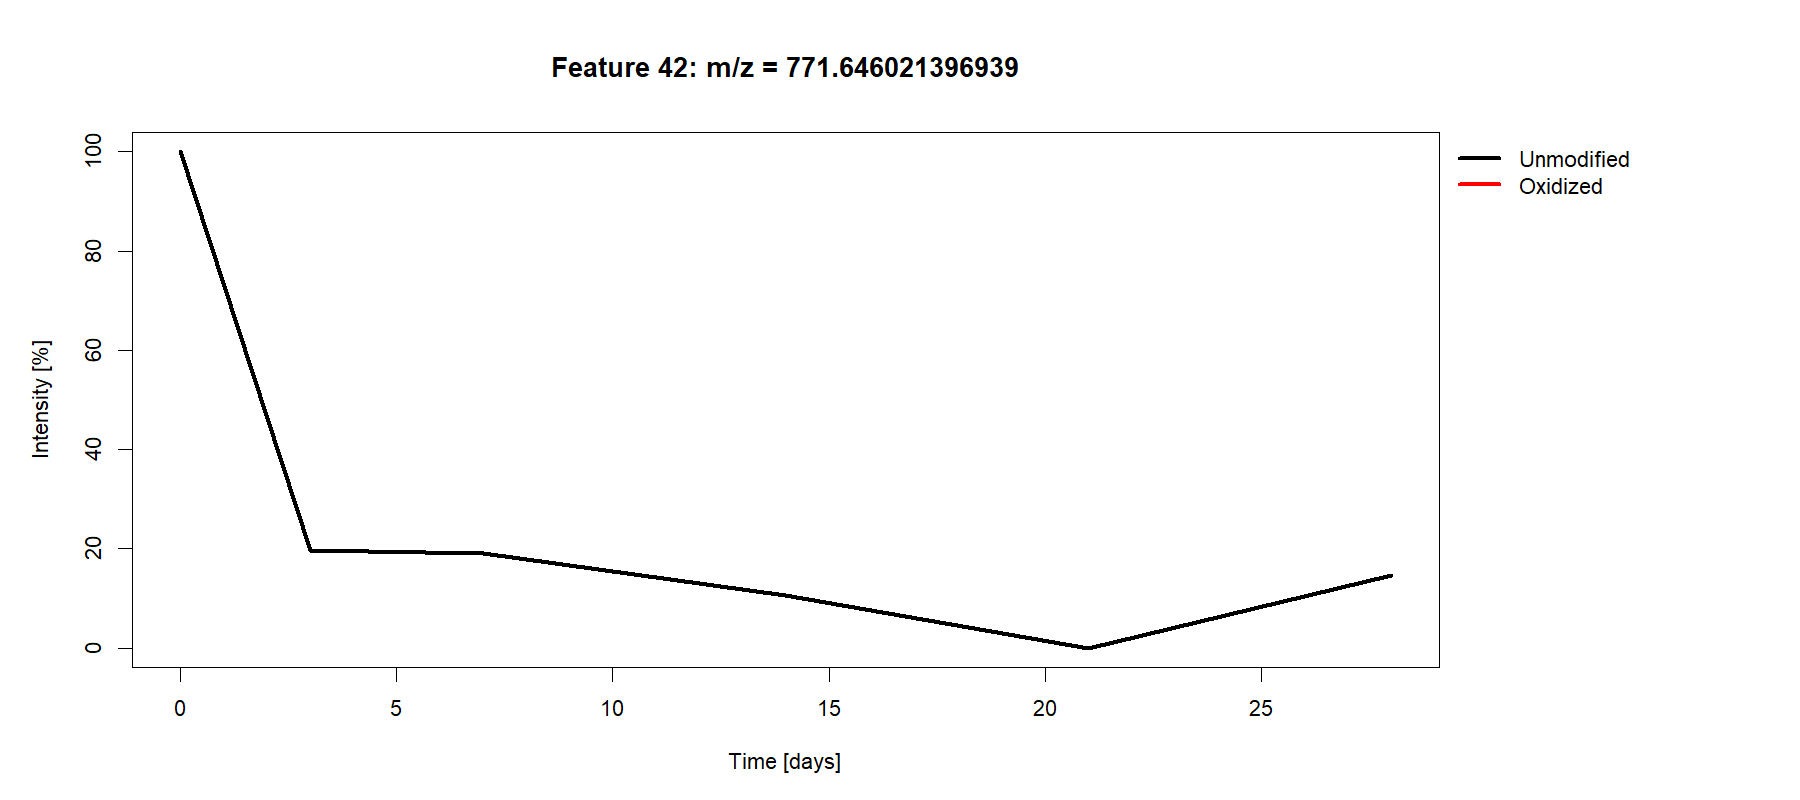 Feature 42: m/z = 771.646021396939
Unmodified
Oxidized
Intensity [%]
100
80
60
40
20
0
0 5 10 15 20 25
Time [days]